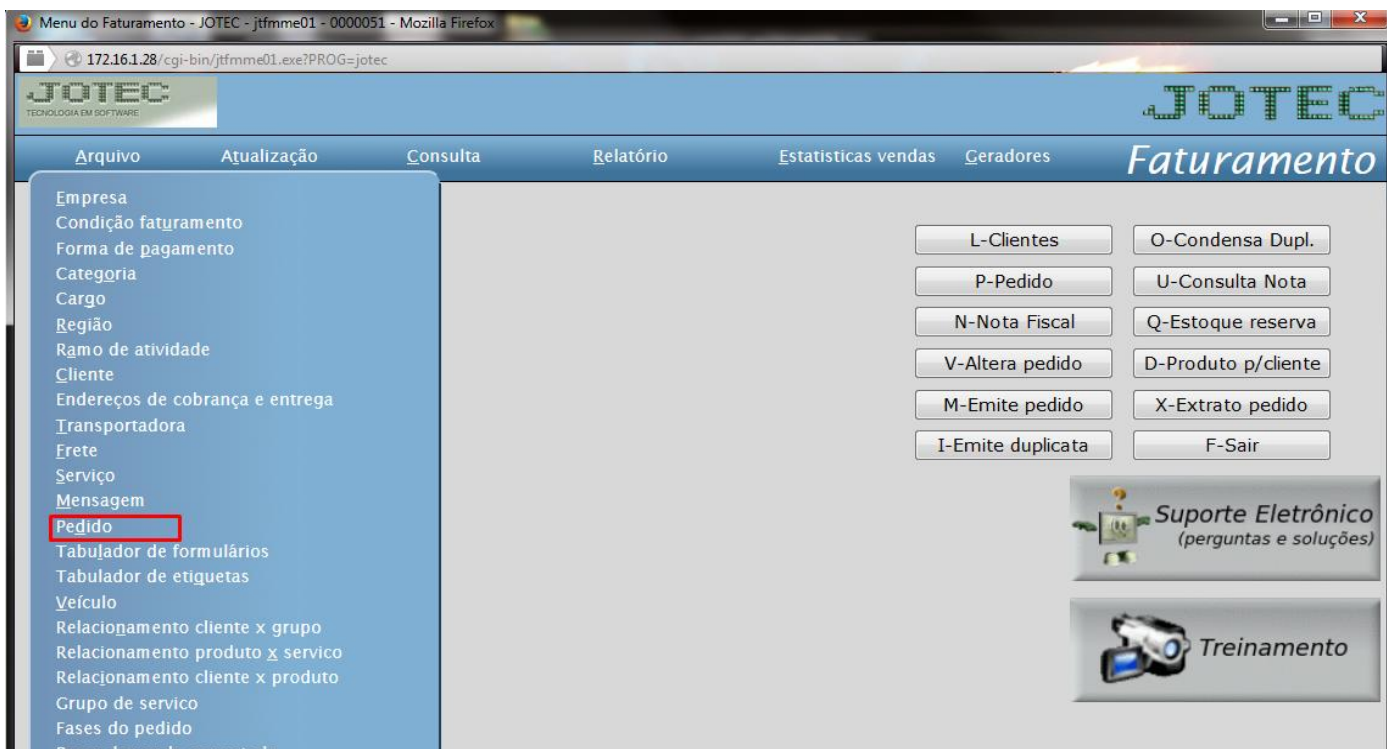 Menu do Faturamento - JOTEC - jtfmme01 - 0000051 - Mozilla Firefox
172.16.1.28/cgi-bin/jtfmme01.exe?PROG=jotec
JOTEC
TECNOLOGIA EM SOFTWARE
JOTEC
Arquivo Atualização Consulta Relatório Estatisticas vendas Geradores Faturamento
Empresa
Condição faturamento
Forma de pagamento
Categoria
Cargo
Região
Ramo de atividade
Cliente
Endereços de cobrança e entrega
Transportadora
Frete
Serviço
Mensagem
Pedido
Tabulador de formulários
Tabulador de etiquetas
Veículo
Relacionamento cliente x grupo
Relacionamento produto x servico
Relacionamento cliente x produto
Grupo de servico
Fases do pedido
L-Clientes O-Condensa Dupl.
P-Pedido U-Consulta Nota
N-Nota Fiscal Q-Estoque reserva
V-Altera pedido D-Produto p/cliente
M-Emite pedido X-Extrato pedido
I-Emite duplicata F-Sair
Suporte Eletrônico
(perguntas e soluções)
Treinamento